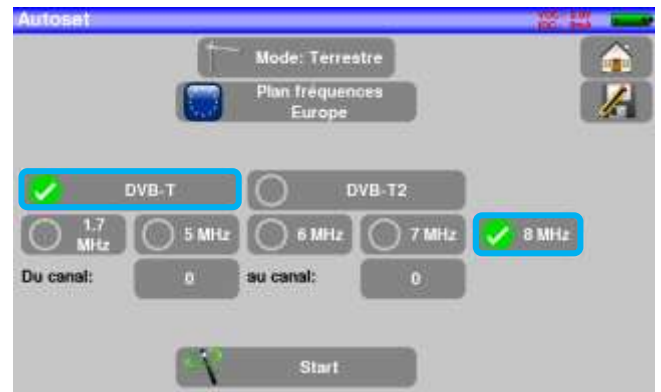 Autoset
Mode: Terrestre
Plan fréquences
Europe
DVB-T
DVB-T2
1.7
MHz
5 MHz
6 MHz
7 MHz
8 MHz
Du canal:
0
au canal:
0
Start